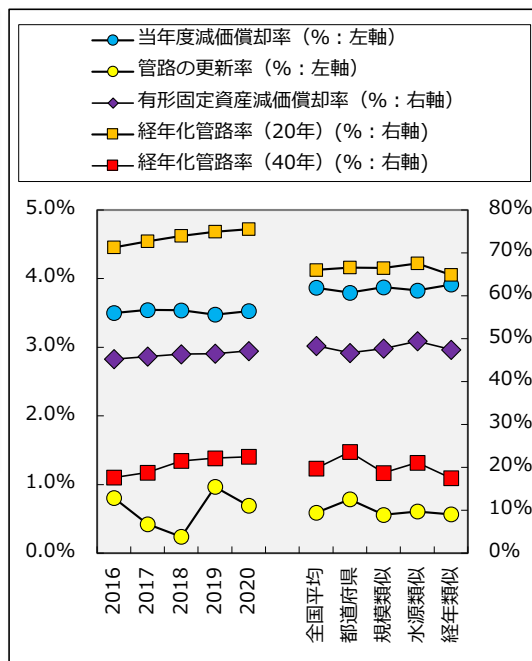 当年度減価償却率（%：左軸）
管路の更新率（%：左軸）
有形固定資産減価償却率（%：右軸）
経年化管路率（20年）(%：右軸)
経年化管路率（40年）(%：右軸)
5.0%
4.0%
3.0%
2.0%
1.0%
0.0%
80%
70%
60%
50%
40%
30%
20%
10%
0%
2016
2017
2018
2019
2020
全国平均
都道府県
規模類似
水源類似
経年類似